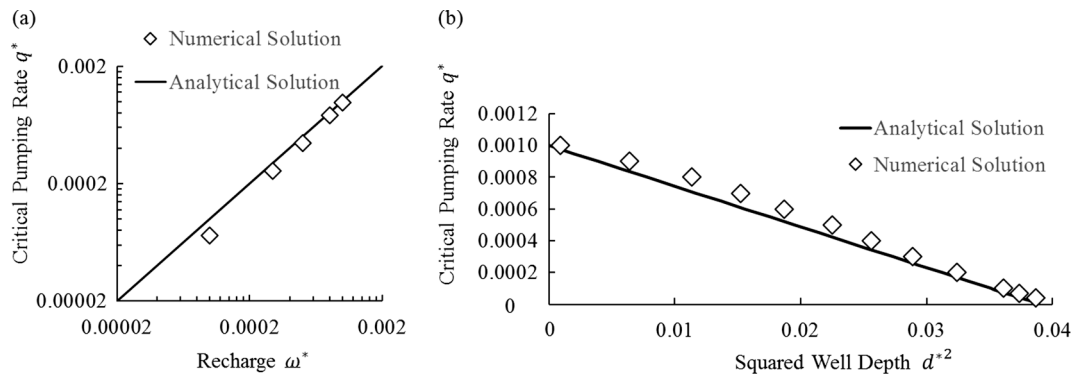 (a)
Numerical Solution
Analytical Solution
Critical Pumping Rate q*
0.002
0.0002
0.00002
0.00002 0.0002 0.002
Recharge ω*
(b)
Analytical Solution
Numerical Solution
Critical Pumping Rate q*
0.0012
0.0010
0.0008
0.0006
0.0004
0.0002
0
0 0.01 0.02 0.03 0.04
Squared Well Depth d*²